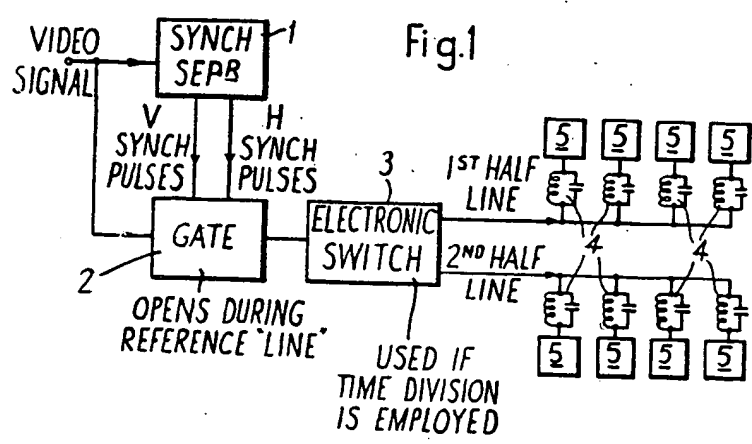 Fig.1
VIDEO
SIGNAL
SYNCH
SEPR
1
V
SYNCH
PULSES
H
SYNCH
PULSES
GATE
2
OPENS DURING
REFERENCE "LINE"
3
ELECTRONIC
SWITCH
USED IF
TIME DIVISION
IS EMPLOYED
1ST HALF
LINE
2ND HALF
LINE
5 5 5 5
4 4
5 5 5 5